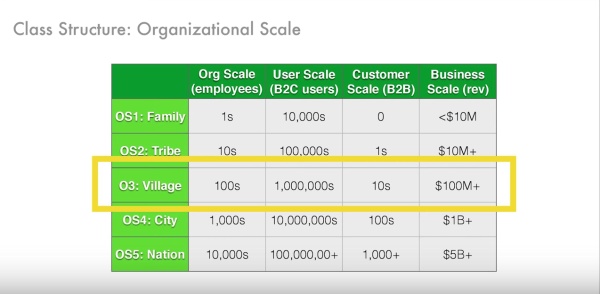 Class Structure: Organizational Scale
Org Scale User Scale Customer Business
(employees) (B2C users) Scale (B2B) Scale (rev)
OS1: Family 1s 10,000s 0 <$10M
OS2: Tribe 10s 100,000s 1s $10M+
O3: Village 100s 1,000,000s 10s $100M+
OS4: City 1,000s 10,000,000s 100s $1B+
OS5: Nation 10,000s 100,000,00+ 1,000+ $5B+